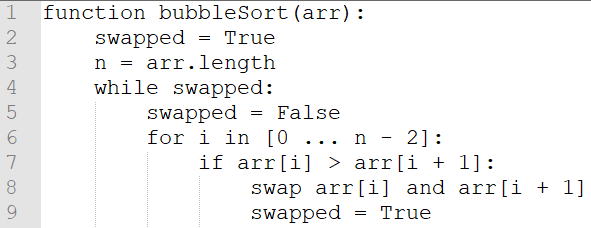 1 function bubbleSort(arr):
2     swapped = True
3     n = arr.length
4     while swapped:
5         swapped = False
6         for i in [0 ... n - 2]:
7             if arr[i] > arr[i + 1]:
8                 swap arr[i] and arr[i + 1]
9                 swapped = True